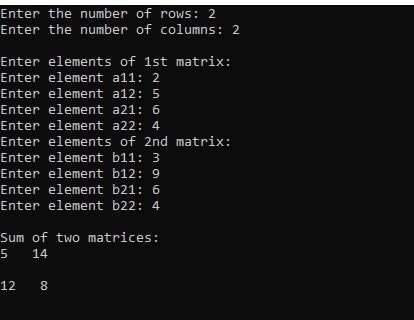 Enter the number of rows: 2
Enter the number of columns: 2
Enter elements of 1st matrix:
Enter element a11: 2
Enter element a12: 5
Enter element a21: 6
Enter element a22: 4
Enter elements of 2nd matrix:
Enter element b11: 3
Enter element b12: 9
Enter element b21: 6
Enter element b22: 4
Sum of two matrices:
5   14
12   8